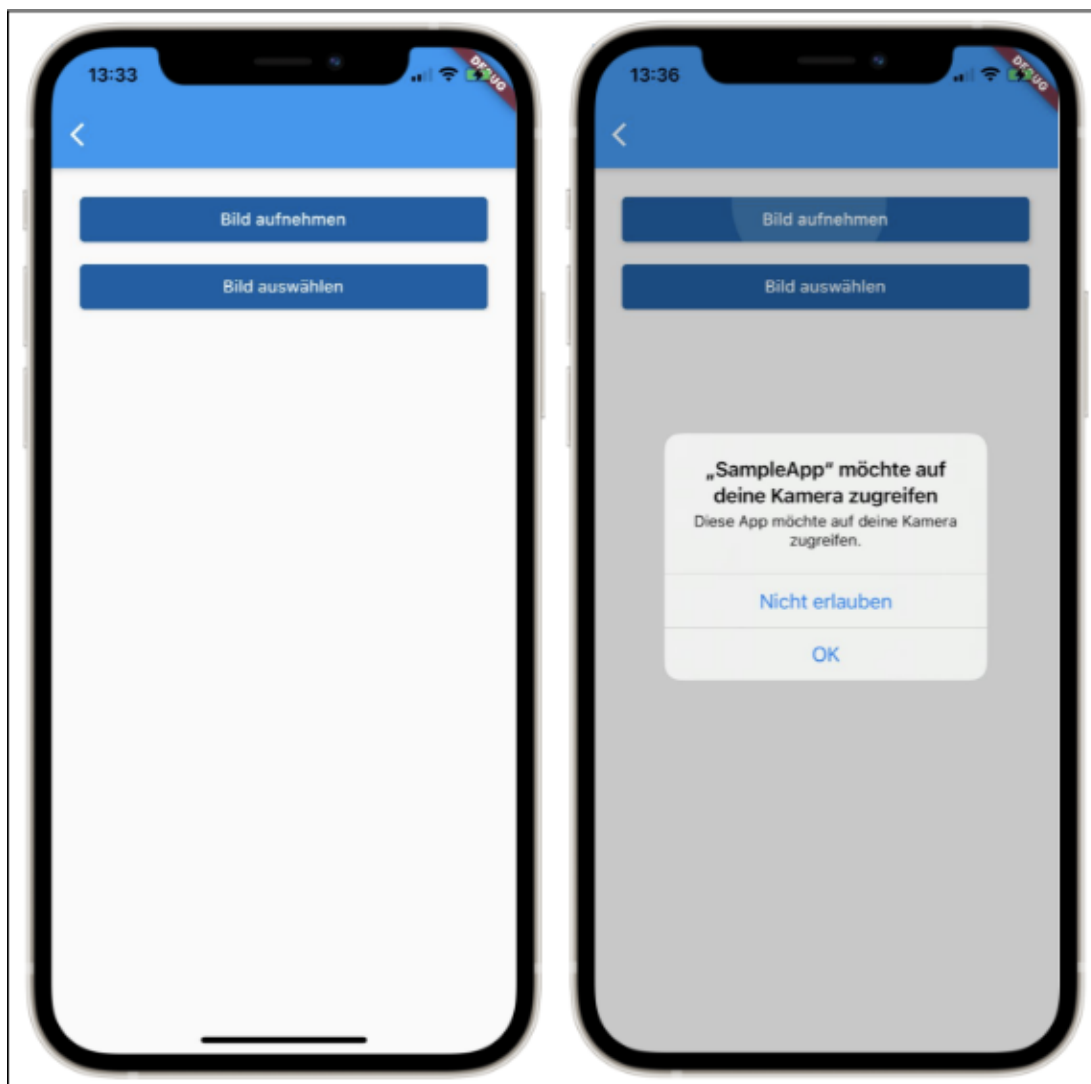 13:33
DEBUG
Bild aufnehmen
Bild auswählen
13:36
DEBUG
Bild aufnehmen
Bild auswählen
„SampleApp“ möchte auf
deine Kamera zugreifen
Diese App möchte auf deine Kamera
zugreifen.
Nicht erlauben
OK